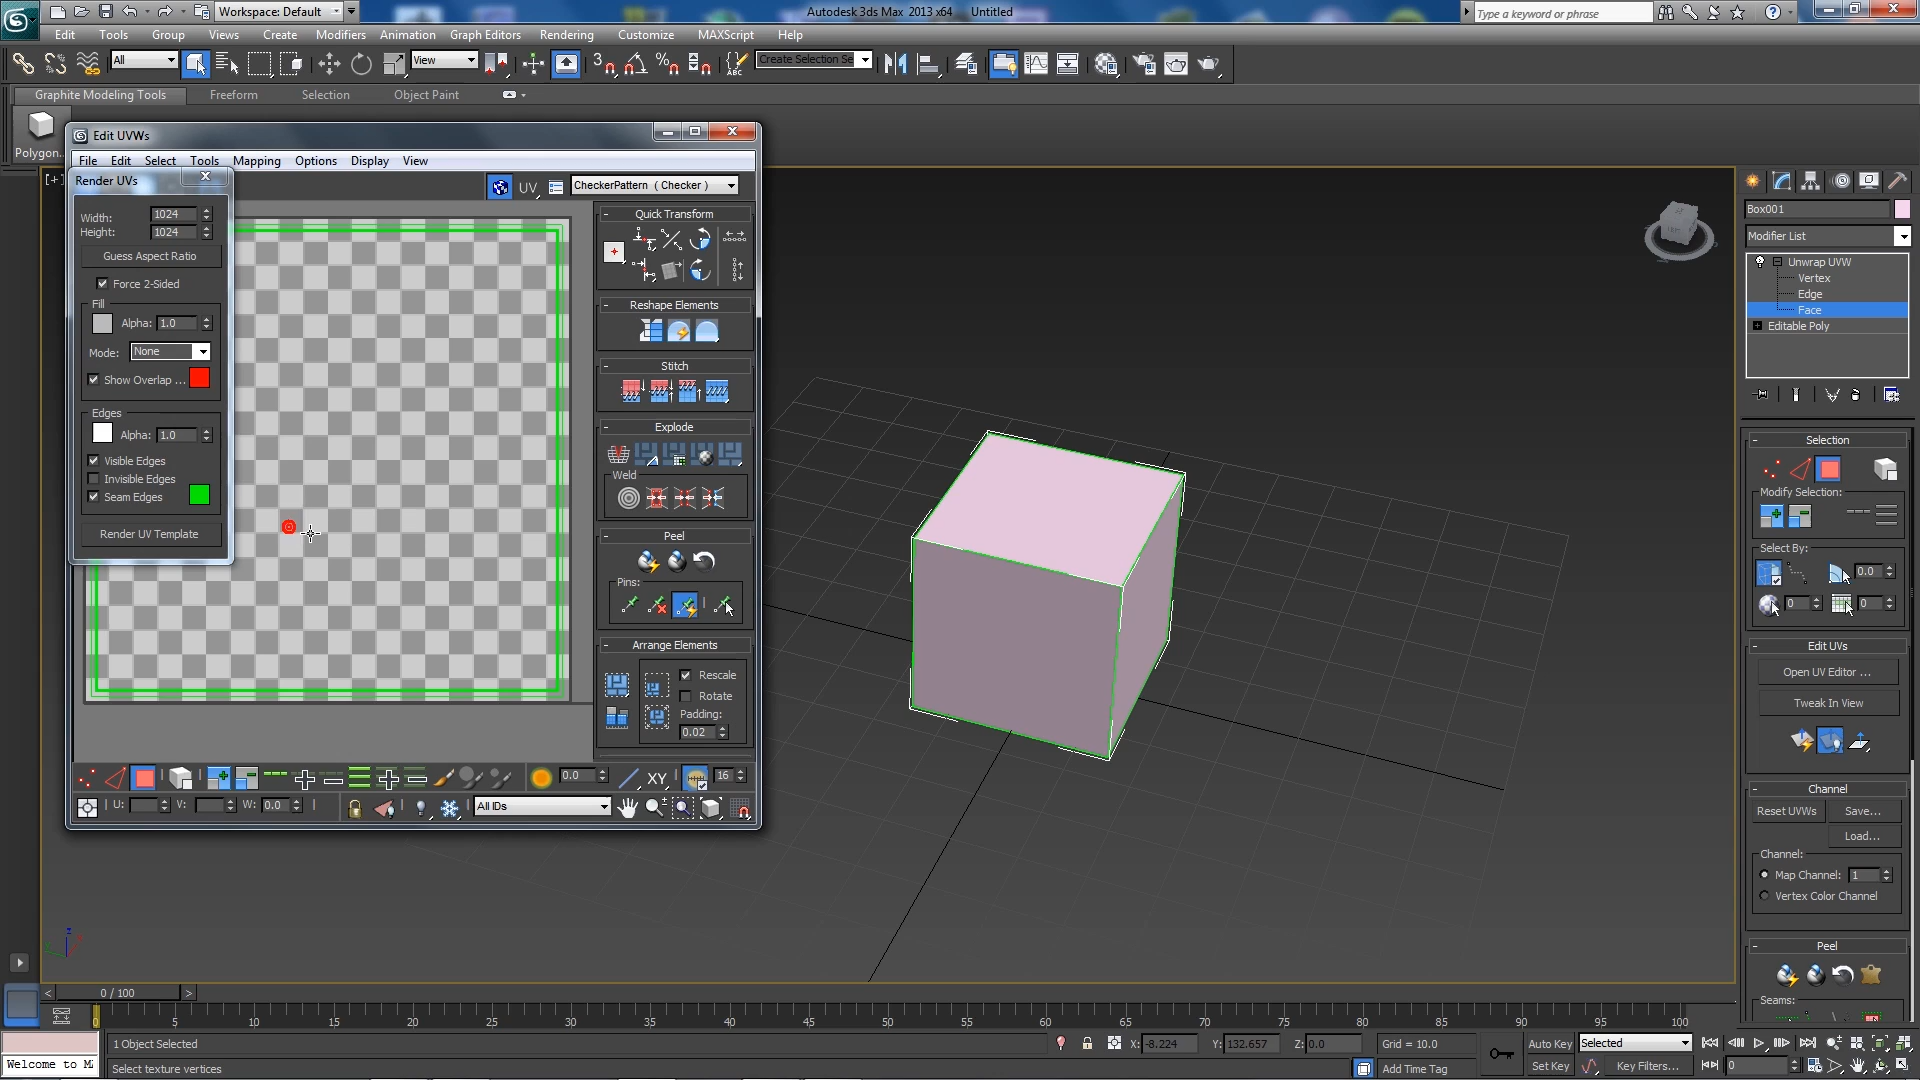 Workspace: Default
Autodesk 3ds Max 2013 x64 Untitled
Type a keyword or phrase
Edit Tools Group Views Create Modifiers Animation Graph Editors Rendering Customize MAXScript Help
All
View
3
Create Selection Se
Graphite Modeling Tools Freeform Selection Object Paint
Polygon...
Edit UVWs
File Edit Select Tools Mapping Options Display View
Render UVs
UV
CheckerPattern ( Checker )
Width: 1024
Height: 1024
Guess Aspect Ratio
Force 2-Sided
Fill
Alpha: 1.0
Mode: None
Show Overlap ...
Edges
Alpha: 1.0
Visible Edges
Invisible Edges
Seam Edges
Render UV Template
Quick Transform
Reshape Elements
Stitch
Explode
Weld
Peel
Pins:
Arrange Elements
Rescale
Rotate
Padding:
0.02
0.0
XY
16
U: V: W: 0.0
All IDs
[+]
Box001
Modifier List
Unwrap UVW
Vertex
Edge
Face
Editable Poly
Selection
Modify Selection:
Select By:
0.0
0 0
Edit UVs
Open UV Editor ...
Tweak In View
Channel
Reset UVWs Save...
Load...
Channel:
Map Channel: 1
Vertex Color Channel
Peel
Seams:
0 / 100
5 10 15 20 25 30 35 40 45 50 55 60 65 70 75 80 85 90 95 100
1 Object Selected
X: -8.224 Y: 132.657 Z: 0.0 Grid = 10.0
Auto Key Selected
Welcome to M
Select texture vertices
Add Time Tag
Set Key Key Filters... 0